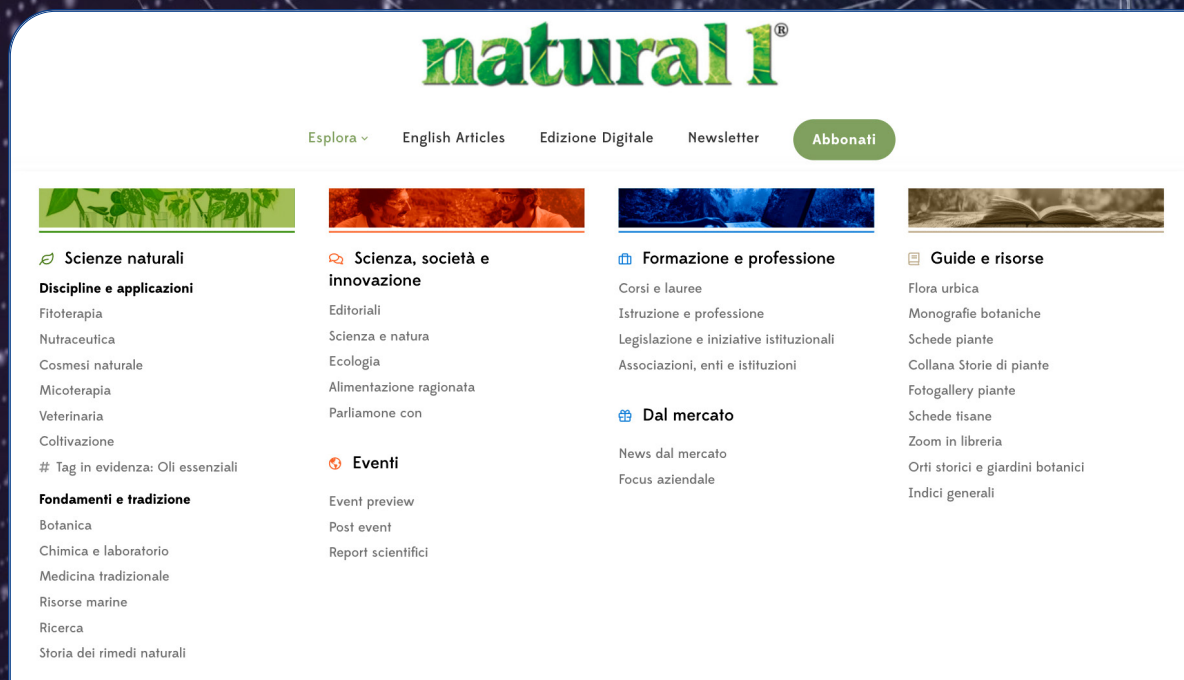 natural 1®
Esplora
English Articles
Edizione Digitale
Newsletter
Abbonati
Scienze naturali
Discipline e applicazioni
Fitoterapia
Nutraceutica
Cosmesi naturale
Micoterapia
Veterinaria
Coltivazione
# Tag in evidenza: Oli essenziali
Fondamenti e tradizione
Botanica
Chimica e laboratorio
Medicina tradizionale
Risorse marine
Ricerca
Storia dei rimedi naturali
Scienza, società e
innovazione
Editoriali
Scienza e natura
Ecologia
Alimentazione ragionata
Parliamone con
Eventi
Event preview
Post event
Report scientifici
Formazione e professione
Corsi e lauree
Istruzione e professione
Legislazione e iniziative istituzionali
Associazioni, enti e istituzioni
Dal mercato
News dal mercato
Focus aziendale
Guide e risorse
Flora urbica
Monografie botaniche
Schede piante
Collana Storie di piante
Fotogallery piante
Schede tisane
Zoom in libreria
Orti storici e giardini botanici
Indici generali